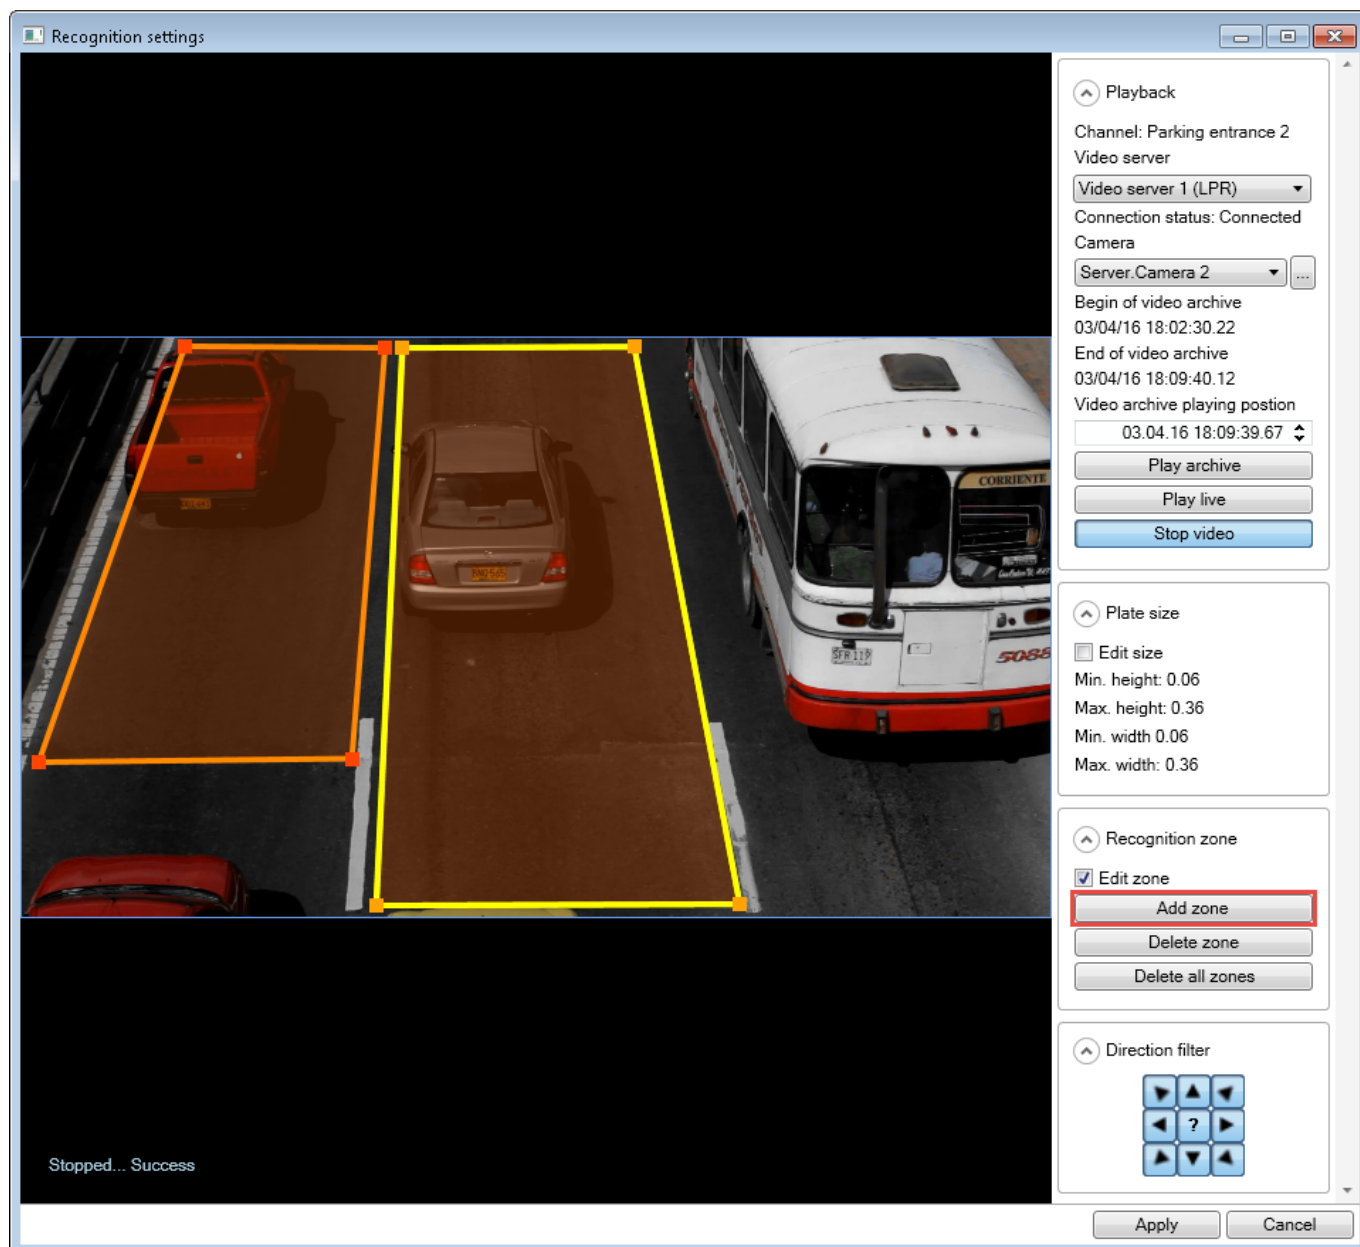 Recognition settings
Playback
Channel: Parking entrance 2
Video server
Video server 1 (LPR)
Connection status: Connected
Camera
Server.Camera 2
...
Begin of video archive
03/04/16 18:02:30.22
End of video archive
03/04/16 18:09:40.12
Video archive playing postion
03.04.16 18:09:39.67
Play archive
Play live
Stop video
CORRIENTE
SFR 119
5088
Plate size
Edit size
Min. height: 0.06
Max. height: 0.36
Min. width 0.06
Max. width: 0.36
Recognition zone
Edit zone
Add zone
Delete zone
Delete all zones
Direction filter
?
Stopped... Success
Apply
Cancel